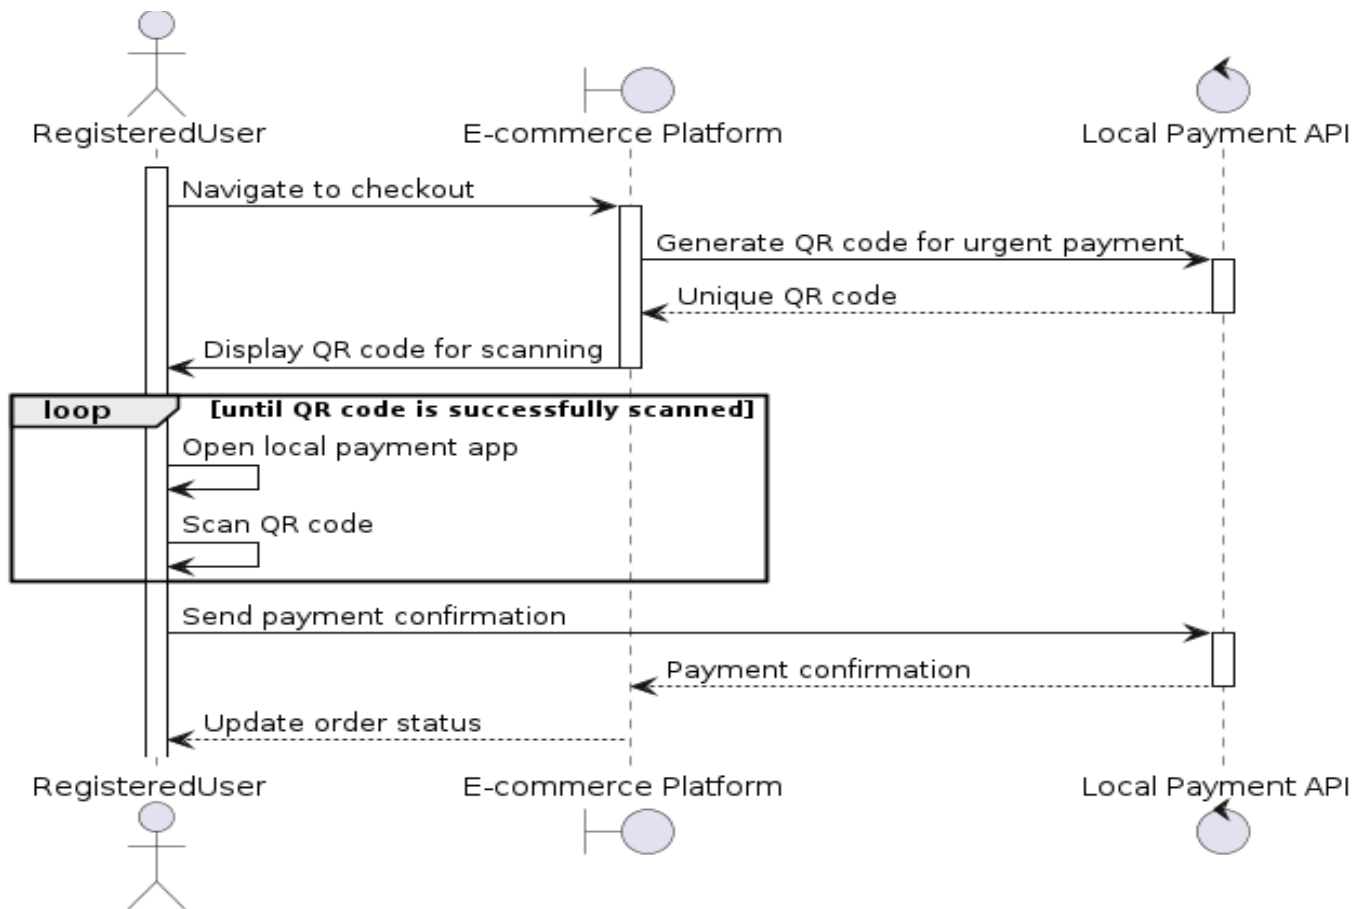 RegisteredUser
E-commerce Platform
Local Payment API
Navigate to checkout
Generate QR code for urgent payment
Unique QR code
Display QR code for scanning
loop
[until QR code is successfully scanned]
Open local payment app
Scan QR code
Send payment confirmation
Payment confirmation
Update order status
RegisteredUser
E-commerce Platform
Local Payment API